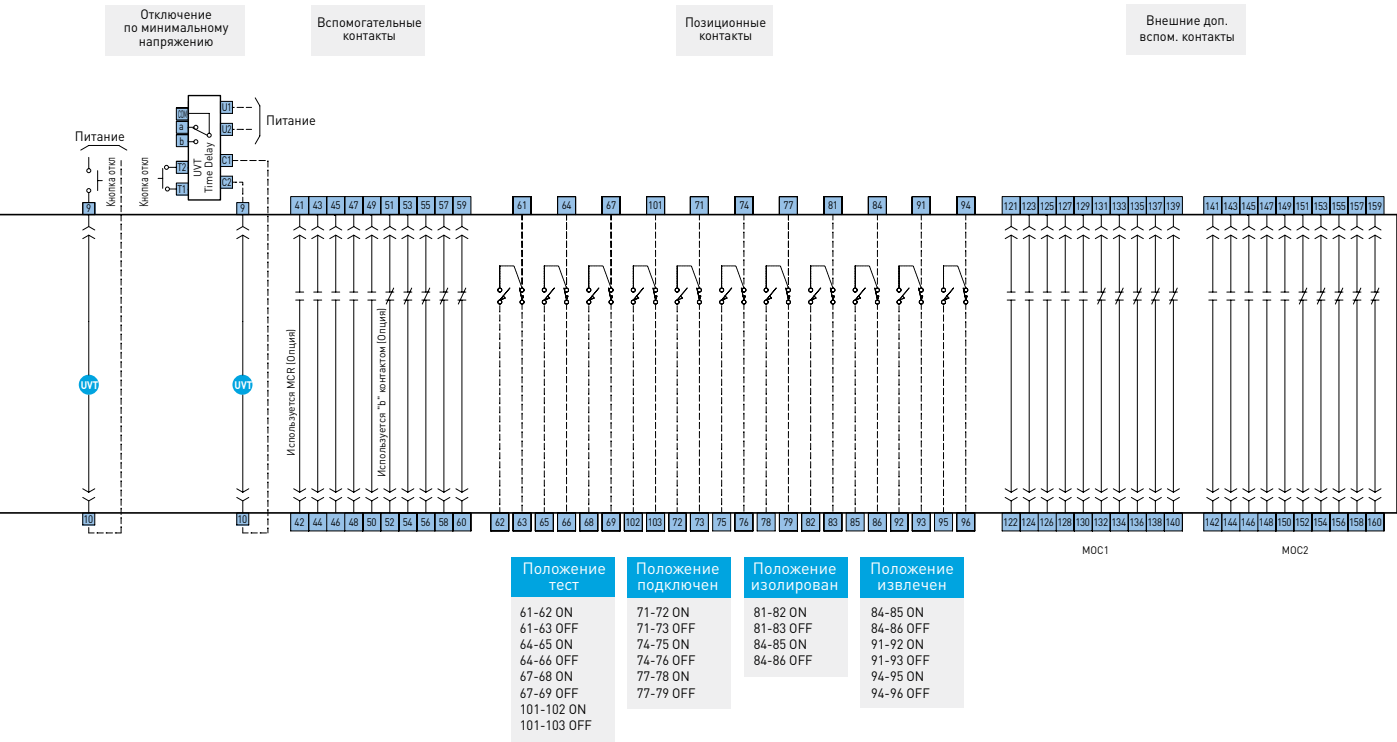 Отключение
по минимальному
напряжению
Вспомогательные
контакты
Позиционные
контакты
Внешние доп.
вспом. контакты
Питание
Кнопка откл
Кнопка откл
COM
a
b
T2
T1
UVT
Time Delay
U1
U2
C1
C2
Питание
9
9
41 43 45 47 49 51 53 55 57 59
61 64 67 101 71 74 77 81 84 91 94
121 123 125 127 129 131 133 135 137 139
141 143 145 147 149 151 153 155 157 159
UVT
UVT
Используется MCR (Опция)
Используется "b" контактом (Опция)
10
10
42 44 46 48 50 52 54 56 58 60
62 63 65 66 68 69 102 103 72 73 75 76 78 79 82 83 85 86 92 93 95 96
122 124 126 128 130 132 134 136 138 140
142 144 146 148 150 152 154 156 158 160
MOC1
MOC2
Положение
тест
61-62 ON
61-63 OFF
64-65 ON
64-66 OFF
67-68 ON
67-69 OFF
101-102 ON
101-103 OFF
Положение
подключен
71-72 ON
71-73 OFF
74-75 ON
74-76 OFF
77-78 ON
77-79 OFF
Положение
изолирован
81-82 ON
81-83 OFF
84-85 ON
84-86 OFF
Положение
извлечен
84-85 ON
84-86 OFF
91-92 ON
91-93 OFF
94-95 ON
94-96 OFF